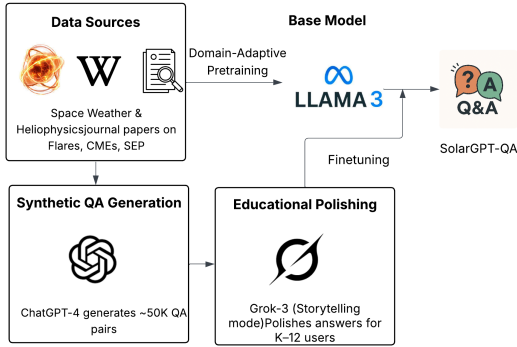 Data Sources
W
Space Weather &
Heliophysicsjournal papers on
Flares, CMEs, SEP
Domain-Adaptive
Pretraining
Base Model
LLAMA 3
? A
Q&A
SolarGPT-QA
Finetuning
Synthetic QA Generation
ChatGPT-4 generates ~50K QA
pairs
Educational Polishing
Grok-3 (Storytelling
mode)Polishes answers for
K–12 users